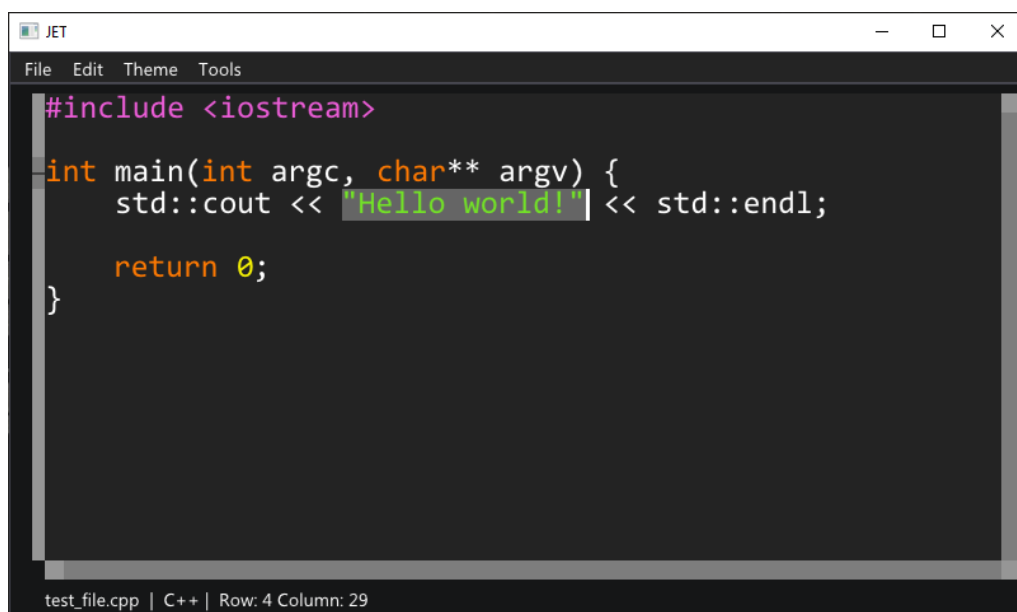 JET
File Edit Theme Tools
#include <iostream>
int main(int argc, char** argv) {
    std::cout << "Hello world!" << std::endl;
    return 0;
}
test_file.cpp | C++ | Row: 4 Column: 29